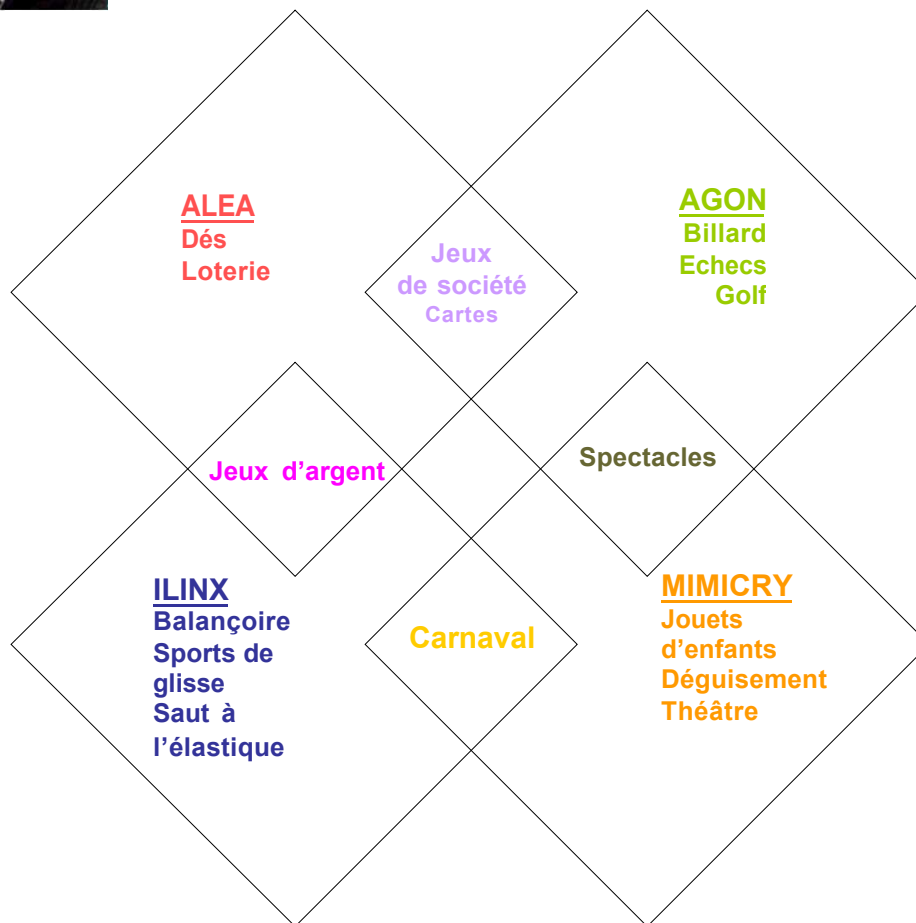 ALEA
Dés
Loterie
AGON
Billard
Echecs
Golf
Jeux
de société
Cartes
Jeux d’argent
Spectacles
ILINX
Balançoire
Sports de
glisse
Saut à
l’élastique
Carnaval
MIMICRY
Jouets
d’enfants
Déguisement
Théâtre